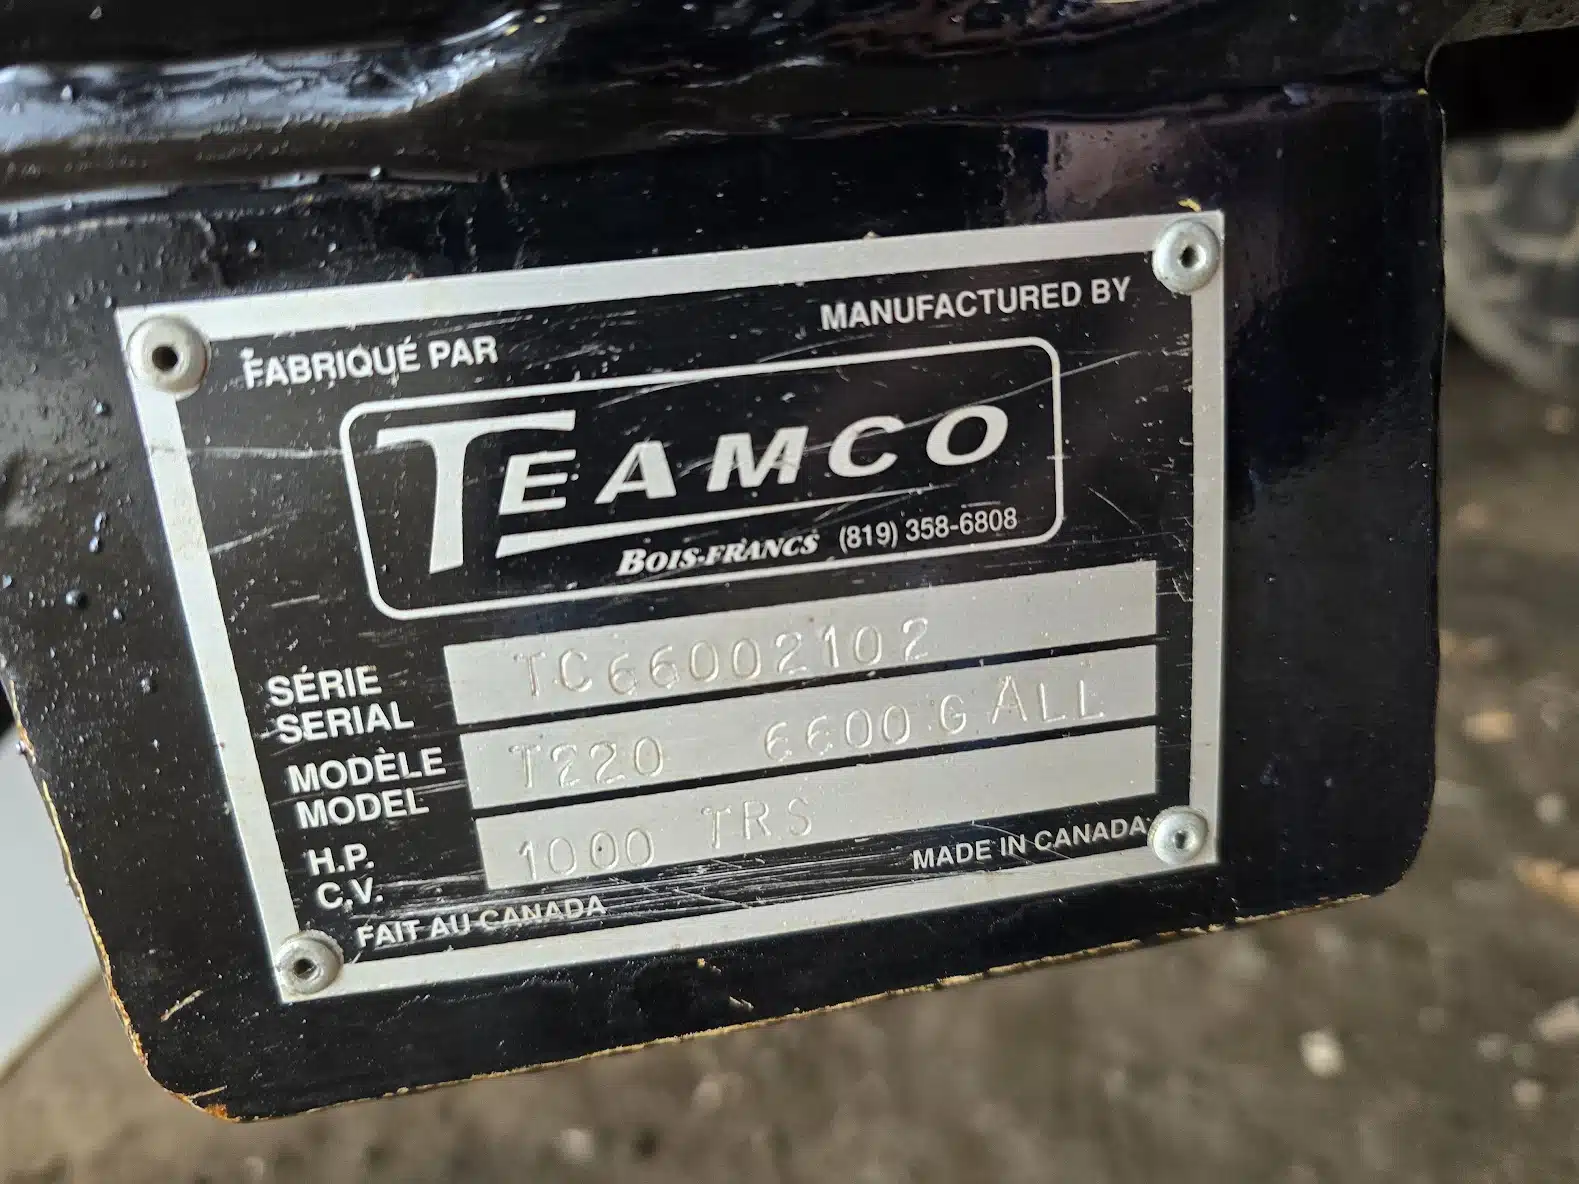 FABRIQUÉ PAR MANUFACTURED BY
TEAMCO
BOIS-FRANCS (819) 358-6808
SÉRIE
SERIAL
TC66002102
MODÈLE
MODEL
T220 6600 GALL
H.P.
C.V.
1000 TRS
FAIT AU CANADA MADE IN CANADA